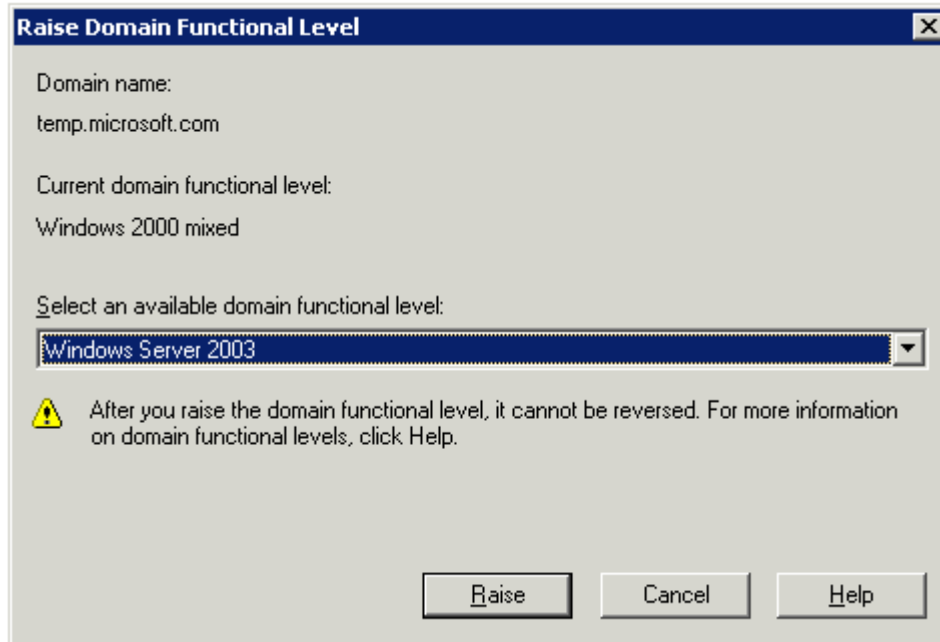 Raise Domain Functional Level
Domain name:
temp.microsoft.com
Current domain functional level:
Windows 2000 mixed
Select an available domain functional level:
Windows Server 2003
After you raise the domain functional level, it cannot be reversed. For more information
on domain functional levels, click Help.
Raise Cancel Help